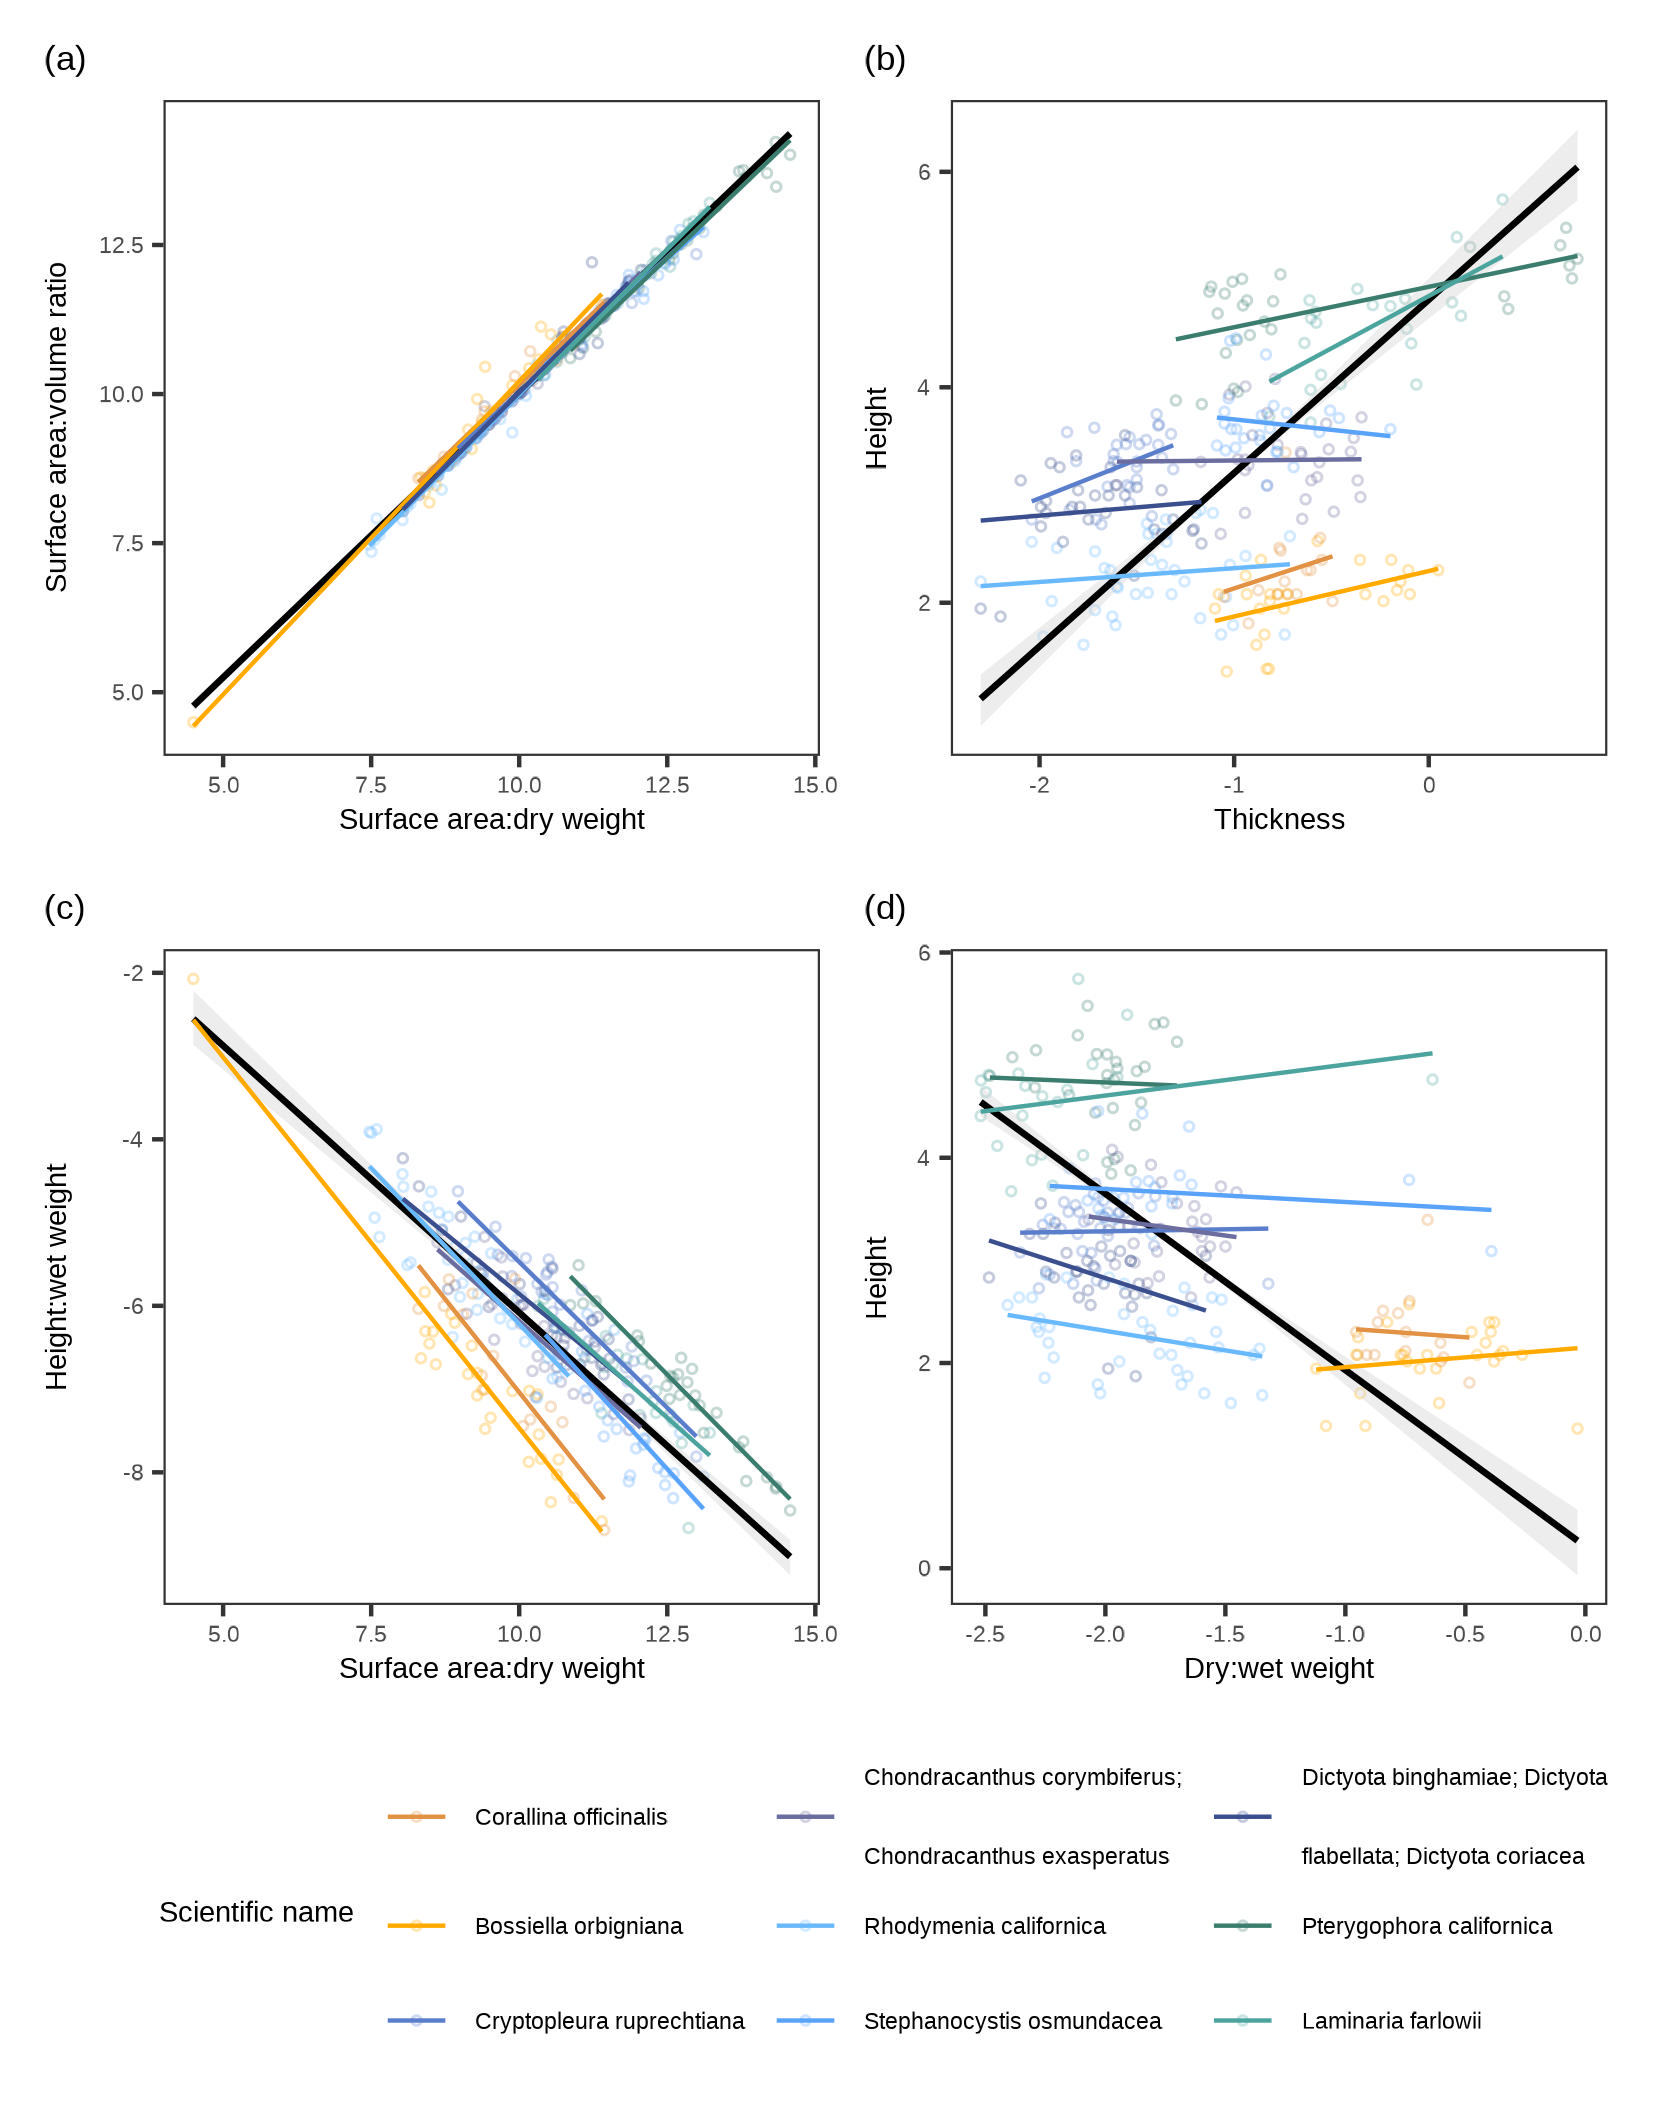 (a)
(b)
Surface area:volume ratio
12.5
10.0
7.5
5.0
5.0 7.5 10.0 12.5 15.0
Surface area:dry weight
Height
6
4
2
-2 -1 0
Thickness
(c)
(d)
Height:wet weight
-2
-4
-6
-8
5.0 7.5 10.0 12.5 15.0
Surface area:dry weight
Height
6
4
2
0
-2.5 -2.0 -1.5 -1.0 -0.5 0.0
Dry:wet weight
Scientific name
Corallina officinalis
Bossiella orbigniana
Cryptopleura ruprechtiana
Chondracanthus corymbiferus;
Chondracanthus exasperatus
Rhodymenia californica
Stephanocystis osmundacea
Dictyota binghamiae; Dictyota
flabellata; Dictyota coriacea
Pterygophora californica
Laminaria farlowii